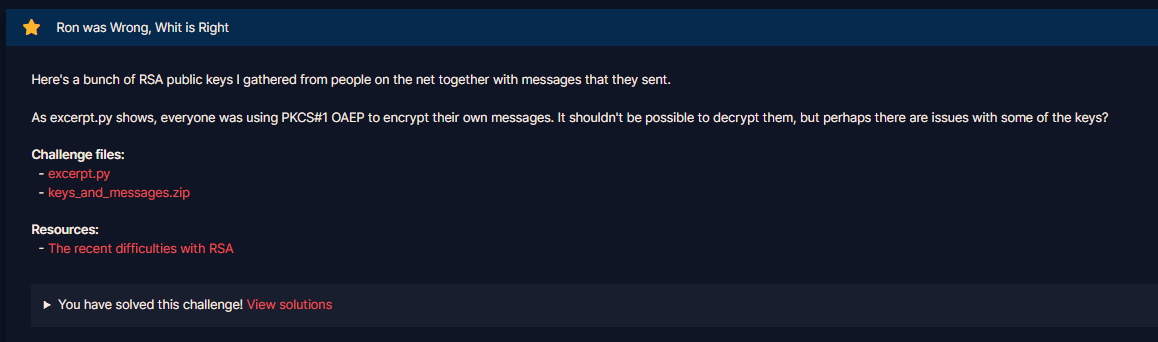 Ron was Wrong, Whit is Right
Here's a bunch of RSA public keys I gathered from people on the net together with messages that they sent.
As excerpt.py shows, everyone was using PKCS#1 OAEP to encrypt their own messages. It shouldn't be possible to decrypt them, but perhaps there are issues with some of the keys?
Challenge files:
- excerpt.py
- keys_and_messages.zip
Resources:
- The recent difficulties with RSA
You have solved this challenge! View solutions